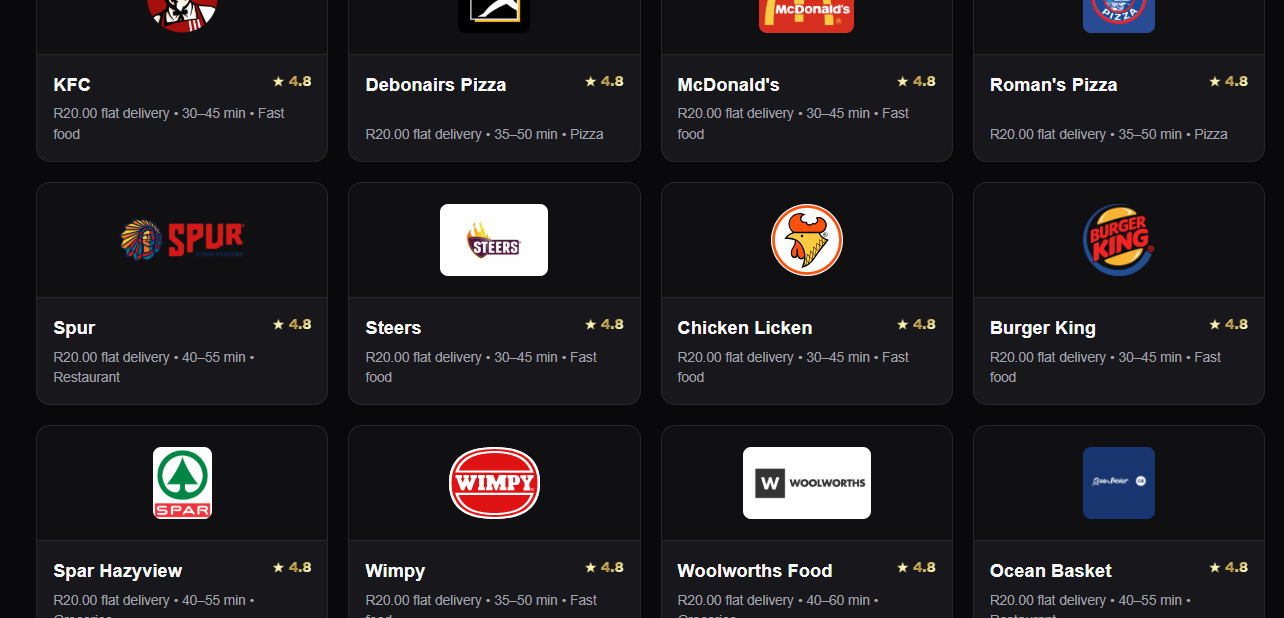 McDonald's
PIZZA
KFC ★ 4.8
Debonairs Pizza ★ 4.8
McDonald's ★ 4.8
Roman's Pizza ★ 4.8
R20.00 flat delivery • 30–45 min • Fast
food
R20.00 flat delivery • 35–50 min • Pizza
R20.00 flat delivery • 30–45 min • Fast
food
R20.00 flat delivery • 35–50 min • Pizza
SPUR
STEERS
BURGER
KING
Spur ★ 4.8
Steers ★ 4.8
Chicken Licken ★ 4.8
Burger King ★ 4.8
R20.00 flat delivery • 40–55 min •
Restaurant
R20.00 flat delivery • 30–45 min • Fast
food
R20.00 flat delivery • 30–45 min • Fast
food
R20.00 flat delivery • 30–45 min • Fast
food
SPAR
WIMPY
W WOOLWORTHS
Ocean Basket
Spar Hazyview ★ 4.8
Wimpy ★ 4.8
Woolworths Food ★ 4.8
Ocean Basket ★ 4.8
R20.00 flat delivery • 40–55 min •
R20.00 flat delivery • 35–50 min • Fast
R20.00 flat delivery • 40–60 min •
R20.00 flat delivery • 40–55 min •